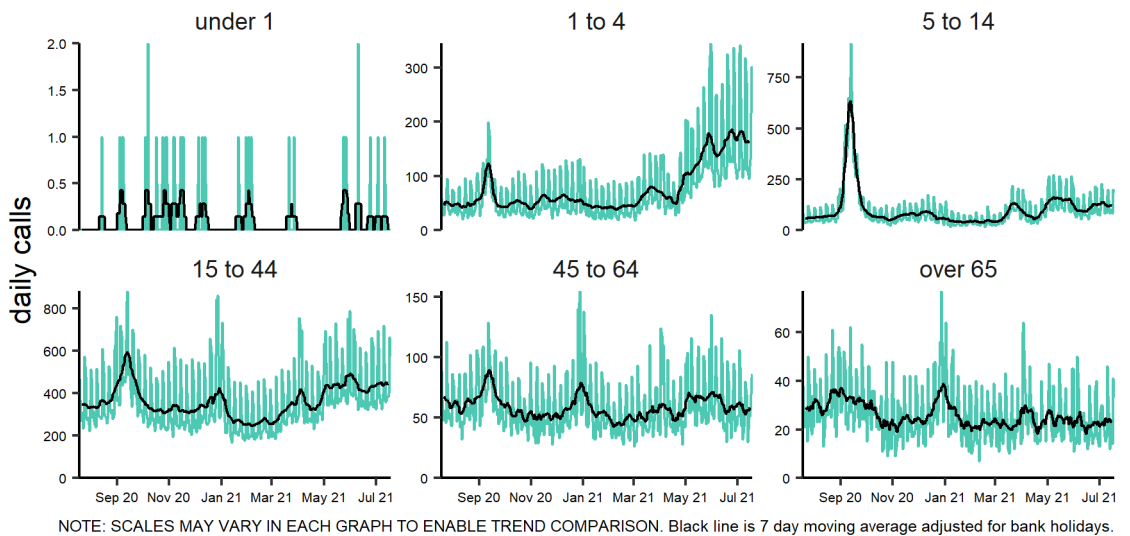 under 1
1 to 4
5 to 14
2.0
1.5
1.0
0.5
0.0
300
200
100
0
750
500
250
0
daily calls
15 to 44
45 to 64
over 65
800
600
400
200
0
150
100
50
0
60
40
20
0
Sep 20 Nov 20 Jan 21 Mar 21 May 21 Jul 21
Sep 20 Nov 20 Jan 21 Mar 21 May 21 Jul 21
Sep 20 Nov 20 Jan 21 Mar 21 May 21 Jul 21
NOTE: SCALES MAY VARY IN EACH GRAPH TO ENABLE TREND COMPARISON. Black line is 7 day moving average adjusted for bank holidays.